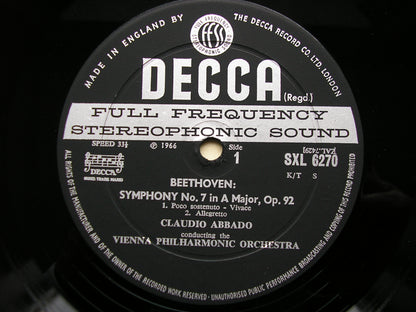 MADE IN ENGLAND BY
THE DECCA RECORD CO. LTD., LONDON.
FULL FREQUENCY
ffss
STEREOPHONIC SOUND
DECCA
(Regd.)
FULL FREQUENCY
STEREOPHONIC SOUND
SPEED 33⅓
℗ 1966
Side
1
SXL 6270
DECCA
K/T S
BEETHOVEN:
SYMPHONY No. 7 in A Major, Op. 92
1. Poco sostenuto - Vivace
2. Allegretto
CLAUDIO ABBADO
conducting the
VIENNA PHILHARMONIC ORCHESTRA
ALL RIGHTS OF THE MANUFACTURER AND OF THE OWNER OF THE RECORDED WORK RESERVED · UNAUTHORISED PUBLIC PERFORMANCE BROADCASTING AND COPYING OF THIS RECORD PROHIBITED